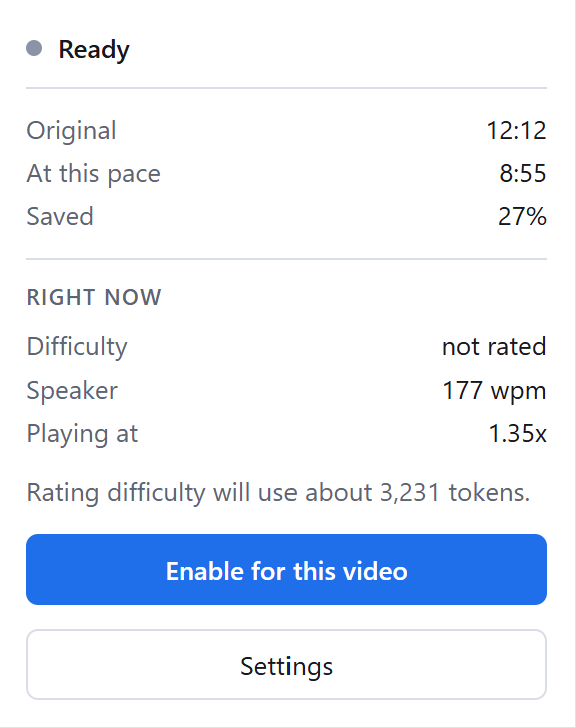 Ready
Original 12:12
At this pace 8:55
Saved 27%
RIGHT NOW
Difficulty not rated
Speaker 177 wpm
Playing at 1.35x
Rating difficulty will use about 3,231 tokens.
Enable for this video
Settings